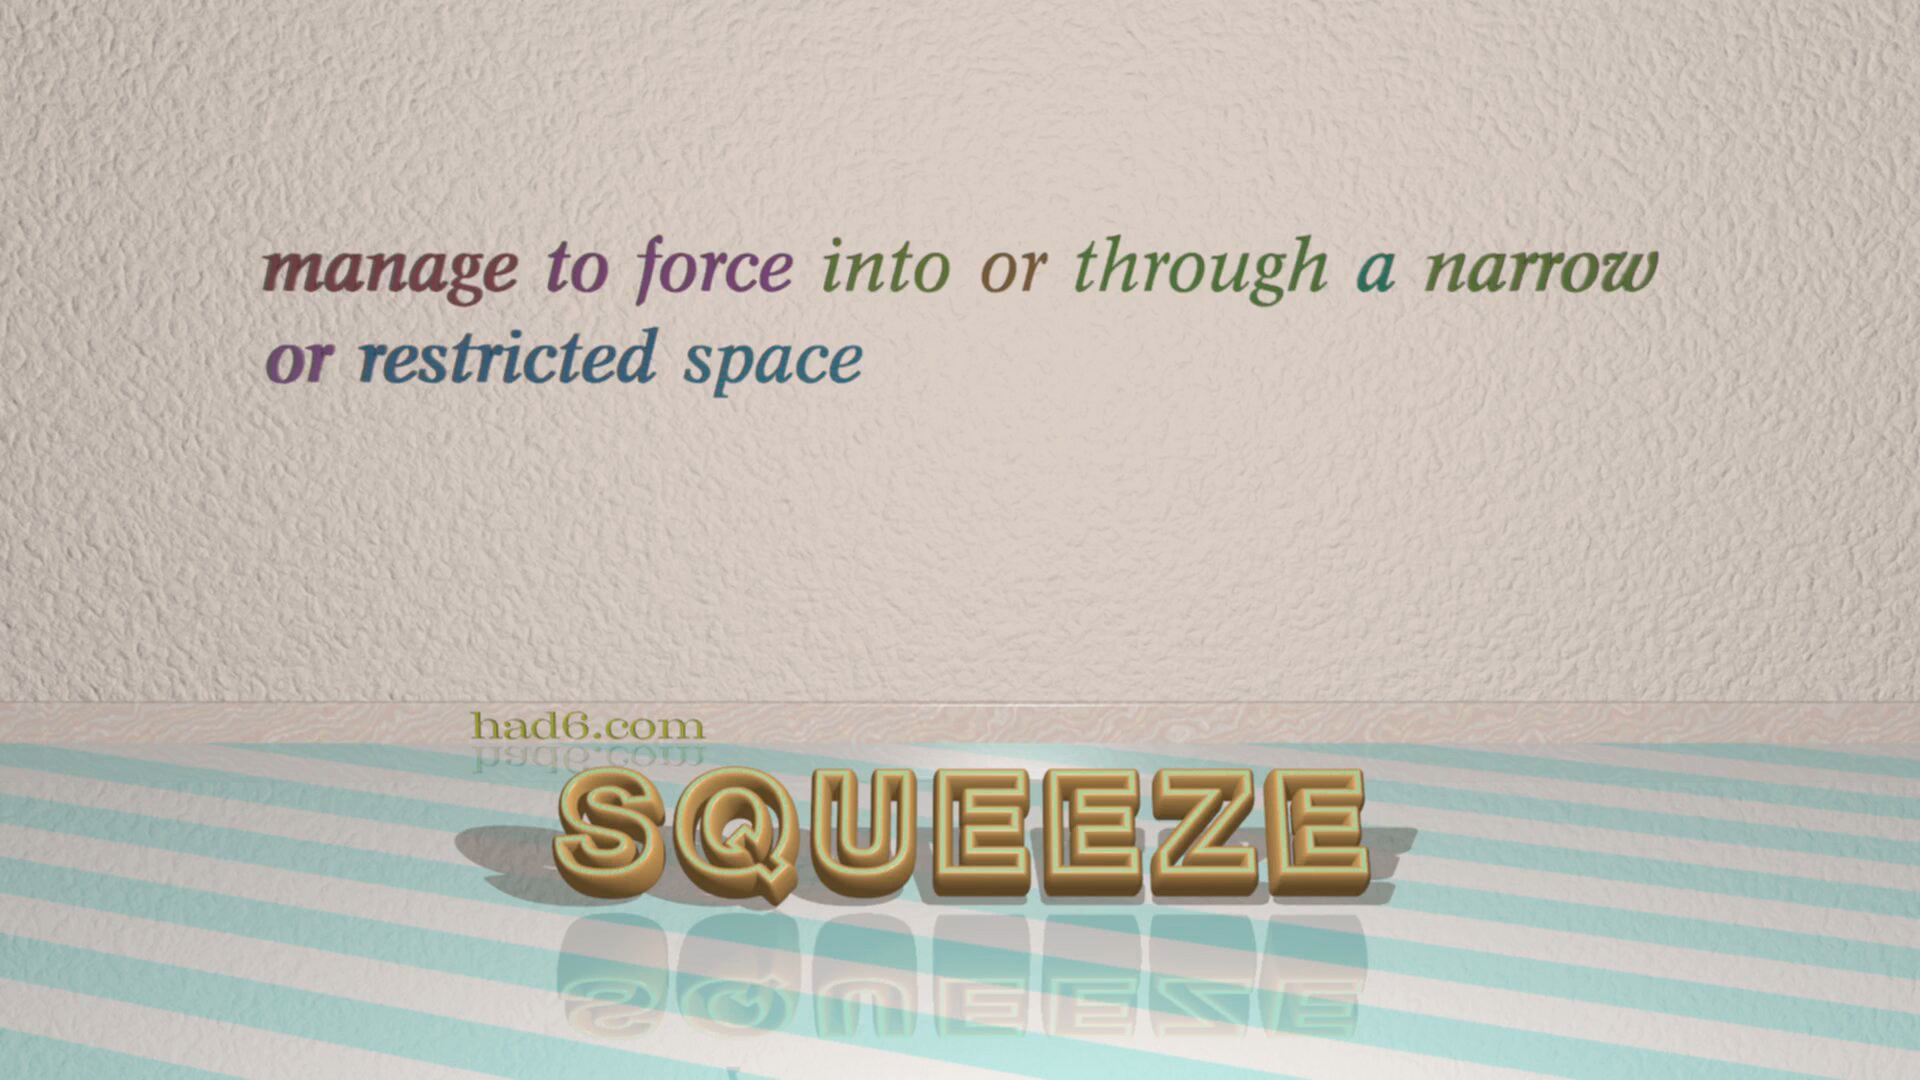 manage to force into or through a narrow
or restricted space
had6.com
SQUEEZE